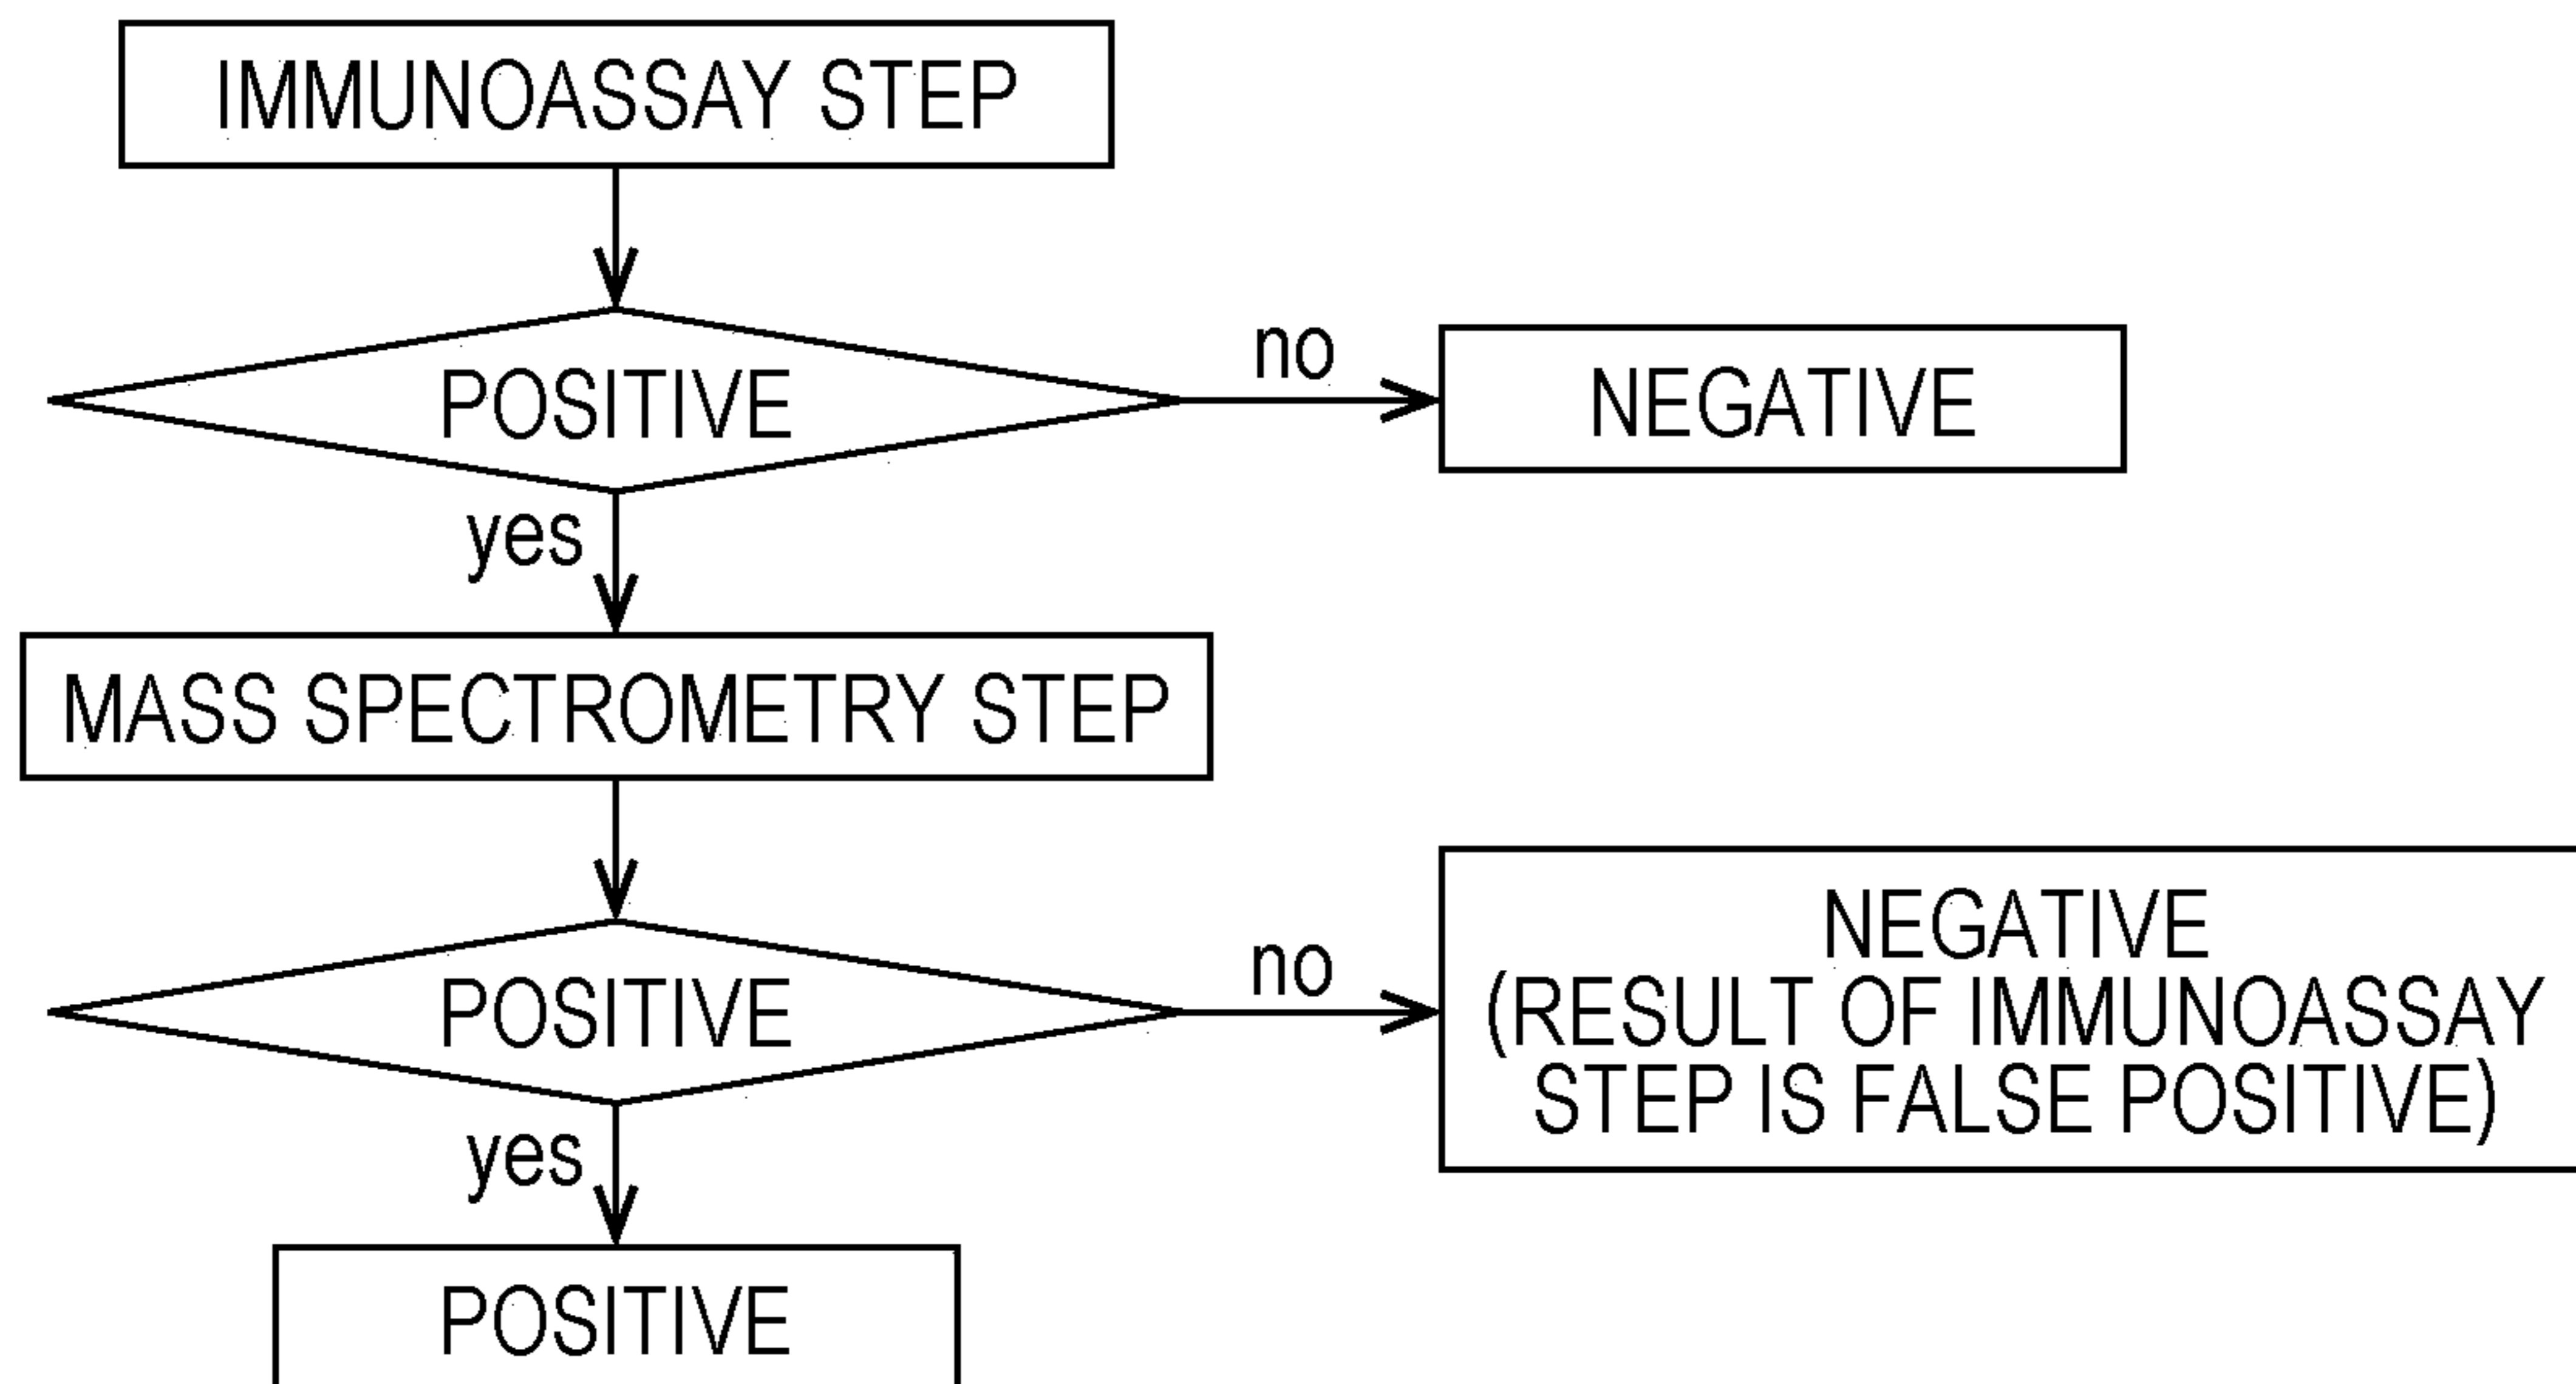 IMMUNOASSAY STEP
POSITIVE
no
NEGATIVE
yes
MASS SPECTROMETRY STEP
POSITIVE
no
NEGATIVE
(RESULT OF IMMUNOASSAY
STEP IS FALSE POSITIVE)
yes
POSITIVE